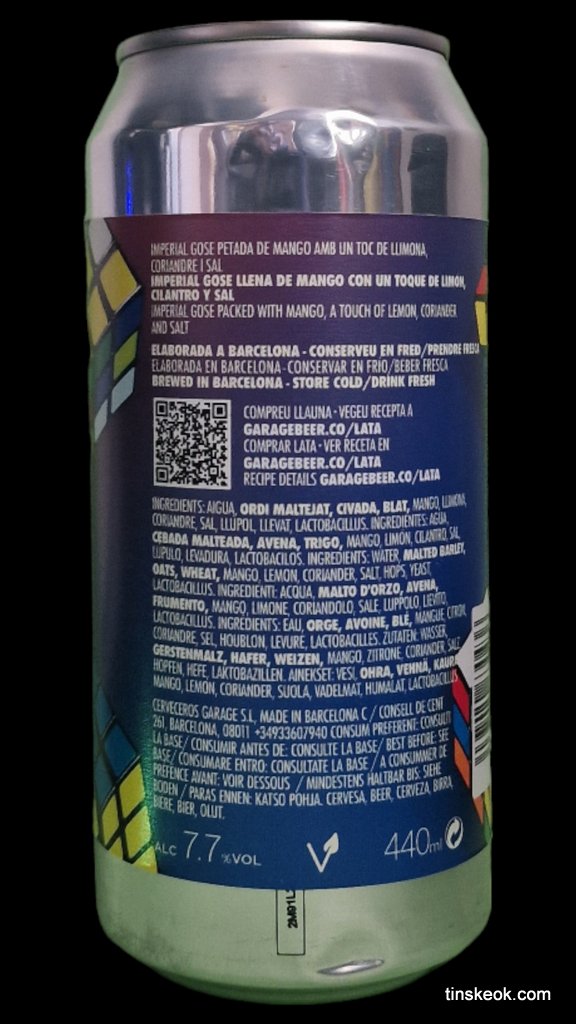 IMPERIAL GOSE PETADA DE MANGO AMB UN TOC DE LLIMONA,
CORIANDRE I SAL
IMPERIAL GOSE LLENA DE MANGO CON UN TOQUE DE LIMON,
CILANTRO Y SAL
IMPERIAL GOSE PACKED WITH MANGO, A TOUCH OF LEMON, CORIANDER
AND SALT
ELABORADA A BARCELONA - CONSERVEU EN FRED/PRENDRE FRESCA
ELABORADA EN BARCELONA - CONSERVAR EN FRIO/BEBER FRESCA
BREWED IN BARCELONA - STORE COLD/DRINK FRESH
COMPREU LLAUNA - VEGEU RECEPTA A
GARAGEBEER.CO/LATA
COMPRAR LATA - VER RECETA EN
GARAGEBEER.CO/LATA
RECIPE DETAILS GARAGEBEER.CO/LATA
INGREDIENTS: AIGUA, ORDI MALTEJAT, CIVADA, BLAT, MANGO, LLIMONA,
CORIANDRE, SAL, LLÚPOL, LLEVAT, LACTOBACILLUS. INGREDIENTES: AGUA,
CEBADA MALTEADA, AVENA, TRIGO, MANGO, LIMÓN, CILANTRO, SAL,
LÚPULO, LEVADURA, LACTOBACILOS. INGREDIENTS: WATER, MALTED BARLEY,
OATS, WHEAT, MANGO, LEMON, CORIANDER, SALT, HOPS, YEAST,
LACTOBACILLUS. INGREDIENTI: ACQUA, MALTO D'ORZO, AVENA,
FRUMENTO, MANGO, LIMONE, CORIANDOLO, SALE, LUPPOLO, LIEVITO,
LACTOBACILLUS. INGREDIENTS: EAU, ORGE, AVOINE, BLÉ, MANGUE, CITRON,
CORIANDRE, SEL, HOUBLON, LEVURE, LACTOBACILLES. ZUTATEN: WASSER,
GERSTENMALZ, HAFER, WEIZEN, MANGO, ZITRONE, CORIANDER, SALZ,
HOPFEN, HEFE, LAKTOBAZILLEN. AINEKSET: VESI, OHRA, VEHNÄ, KAURA,
MANGO, LEMON, CORIANDER, SUOLA, VADELMAT, HUMALAT, LACTOBACILLUS
CERVECEROS GARAGE S.L, MADE IN BARCELONA C / CONSELL DE CENT
261, BARCELONA, 08011 +34933607940 CONSUM PREFERENT: CONSULTI
LA BASE/ CONSUMIR ANTES DE: CONSULTE LA BASE/ BEST BEFORE: SEE
BASE/ CONSUMARE ENTRO: CONSULTATE LA BASE / A CONSUMMER DE
PREFENCE AVANT: VOIR DESSOUS / MINDESTENS HALTBAR BIS: SIEHE
BODEN / PARAS ENNEN: KATSO POHJA. CERVESA, BEER, CERVEZA, BIRRA,
BIÈRE, BIER, OLUT.
ALC 7.7 %VOL
440ml
2M91L
tinskeok.com